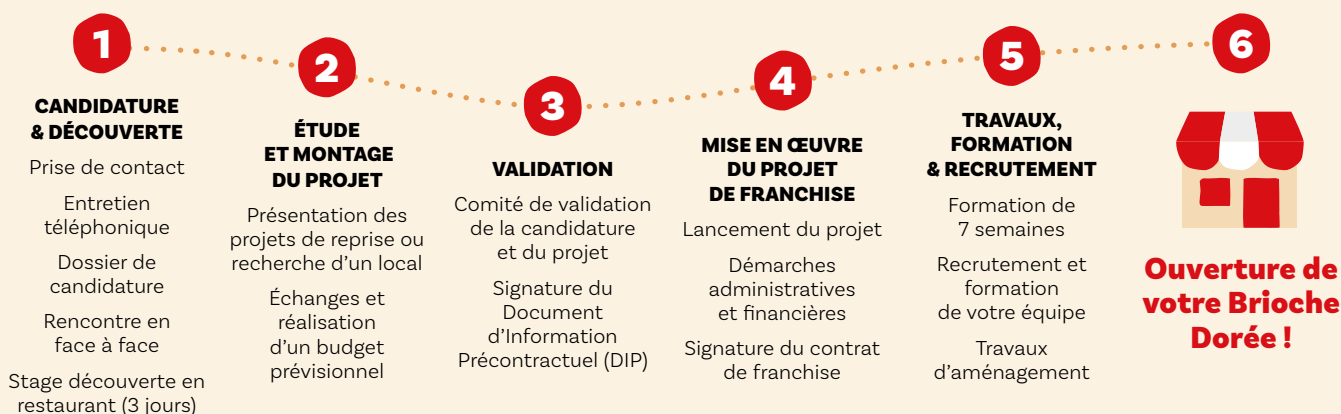 1
CANDIDATURE
& DÉCOUVERTE
Prise de contact
Entretien
téléphonique
Dossier de
candidature
Rencontre en
face à face
Stage découverte en
restaurant (3 jours)
2
ÉTUDE
ET MONTAGE
DU PROJET
Présentation des
projets de reprise ou
recherche d’un local
Échanges et
réalisation
d’un budget
prévisionnel
3
VALIDATION
Comité de validation
de la candidature
et du projet
Signature du
Document
d’Information
Précontractuel (DIP)
4
MISE EN ŒUVRE
DU PROJET
DE FRANCHISE
Lancement du projet
Démarches
administratives
et financières
Signature du contrat
de franchise
5
TRAVAUX,
FORMATION
& RECRUTEMENT
Formation de
7 semaines
Recrutement et
formation
de votre équipe
Travaux
d’aménagement
6
Ouverture de
votre Brioche
Dorée !